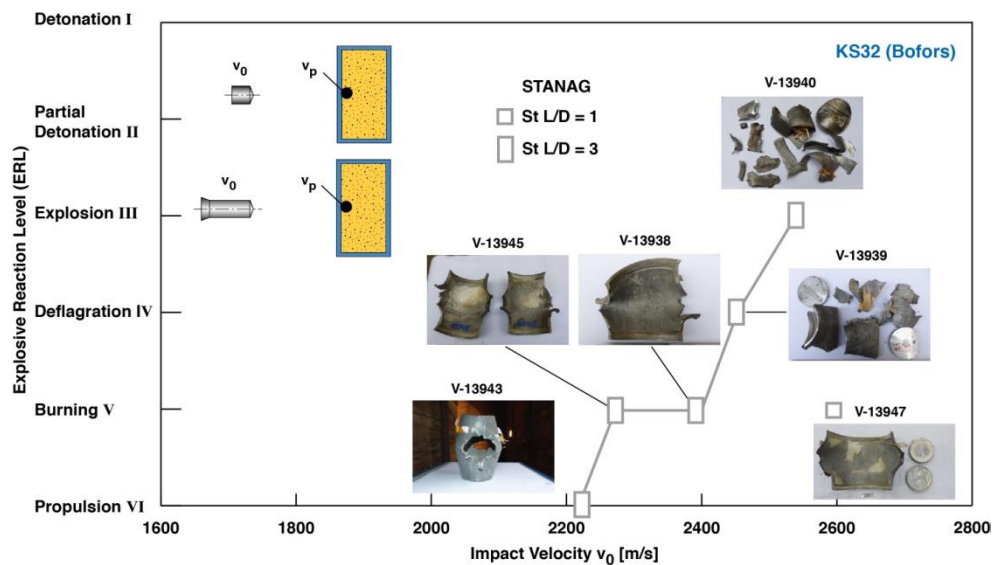 Detonation I
Partial
Detonation II
Explosion III
Deflagration IV
Burning V
Propulsion VI
Explosive Reaction Level (ERL)
v0
vp
v0
vp
STANAG
St L/D = 1
St L/D = 3
KS32 (Bofors)
V-13940
V-13945
V-13938
V-13939
V-13943
V-13947
1600
1800
2000
2200
2400
2600
2800
Impact Velocity v0 [m/s]